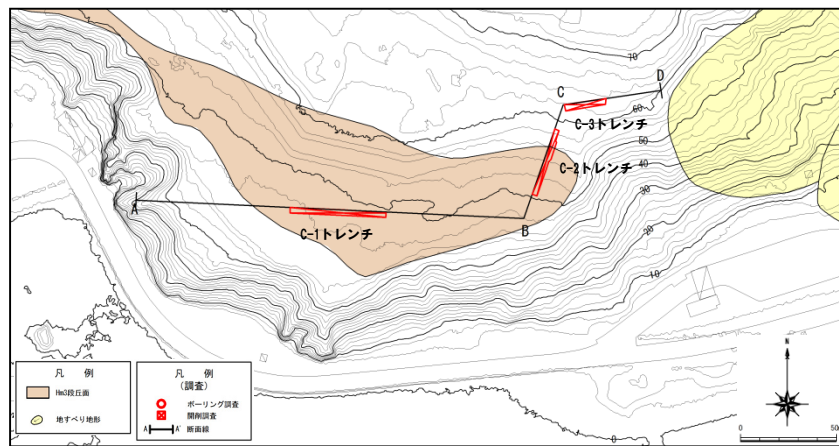 70
D
C
60
C-3トレンチ
50
C-2トレンチ
40
30
A
B
C-1トレンチ
20
10
0
凡 例
Hm3段丘面
地すべり地形
凡 例
(調査)
ボーリング調査
開削調査
A A' 断面線
N
0